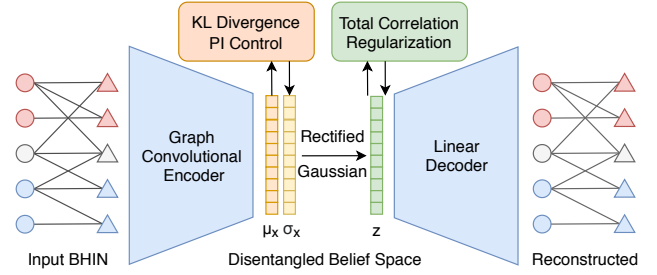 KL Divergence
PI Control
Total Correlation
Regularization
Graph
Convolutional
Encoder
Rectified
Gaussian
Linear
Decoder
μx σx
z
Input BHIN
Disentangled Belief Space
Reconstructed